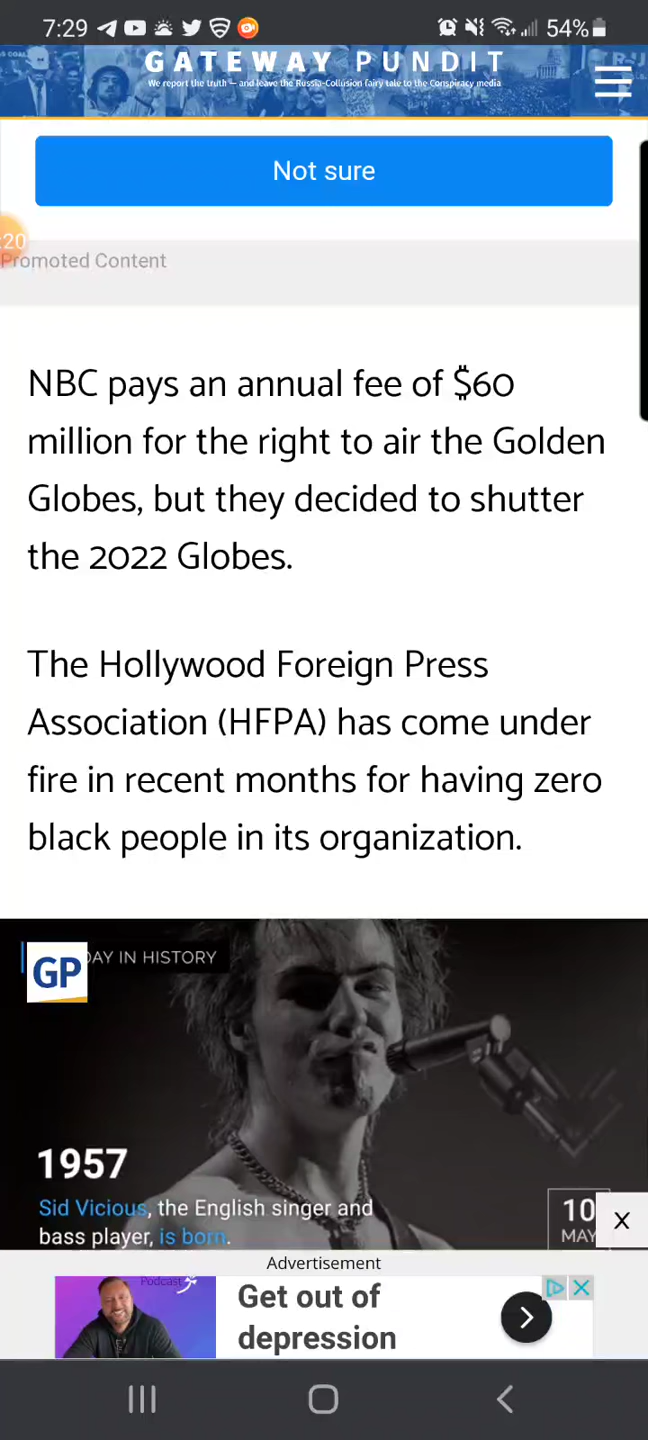 7:29
54%
GATEWAY PUNDIT
We report the truth — and leave the Russia-Collusion fairy tale to the Conspiracy media
Not sure
:20
Promoted Content
NBC pays an annual fee of $60
million for the right to air the Golden
Globes, but they decided to shutter
the 2022 Globes.
The Hollywood Foreign Press
Association (HFPA) has come under
fire in recent months for having zero
black people in its organization.
GP
DAY IN HISTORY
1957
Sid Vicious, the English singer and
bass player, is born.
10
MAY
X
Advertisement
Podcast
Get out of
depression